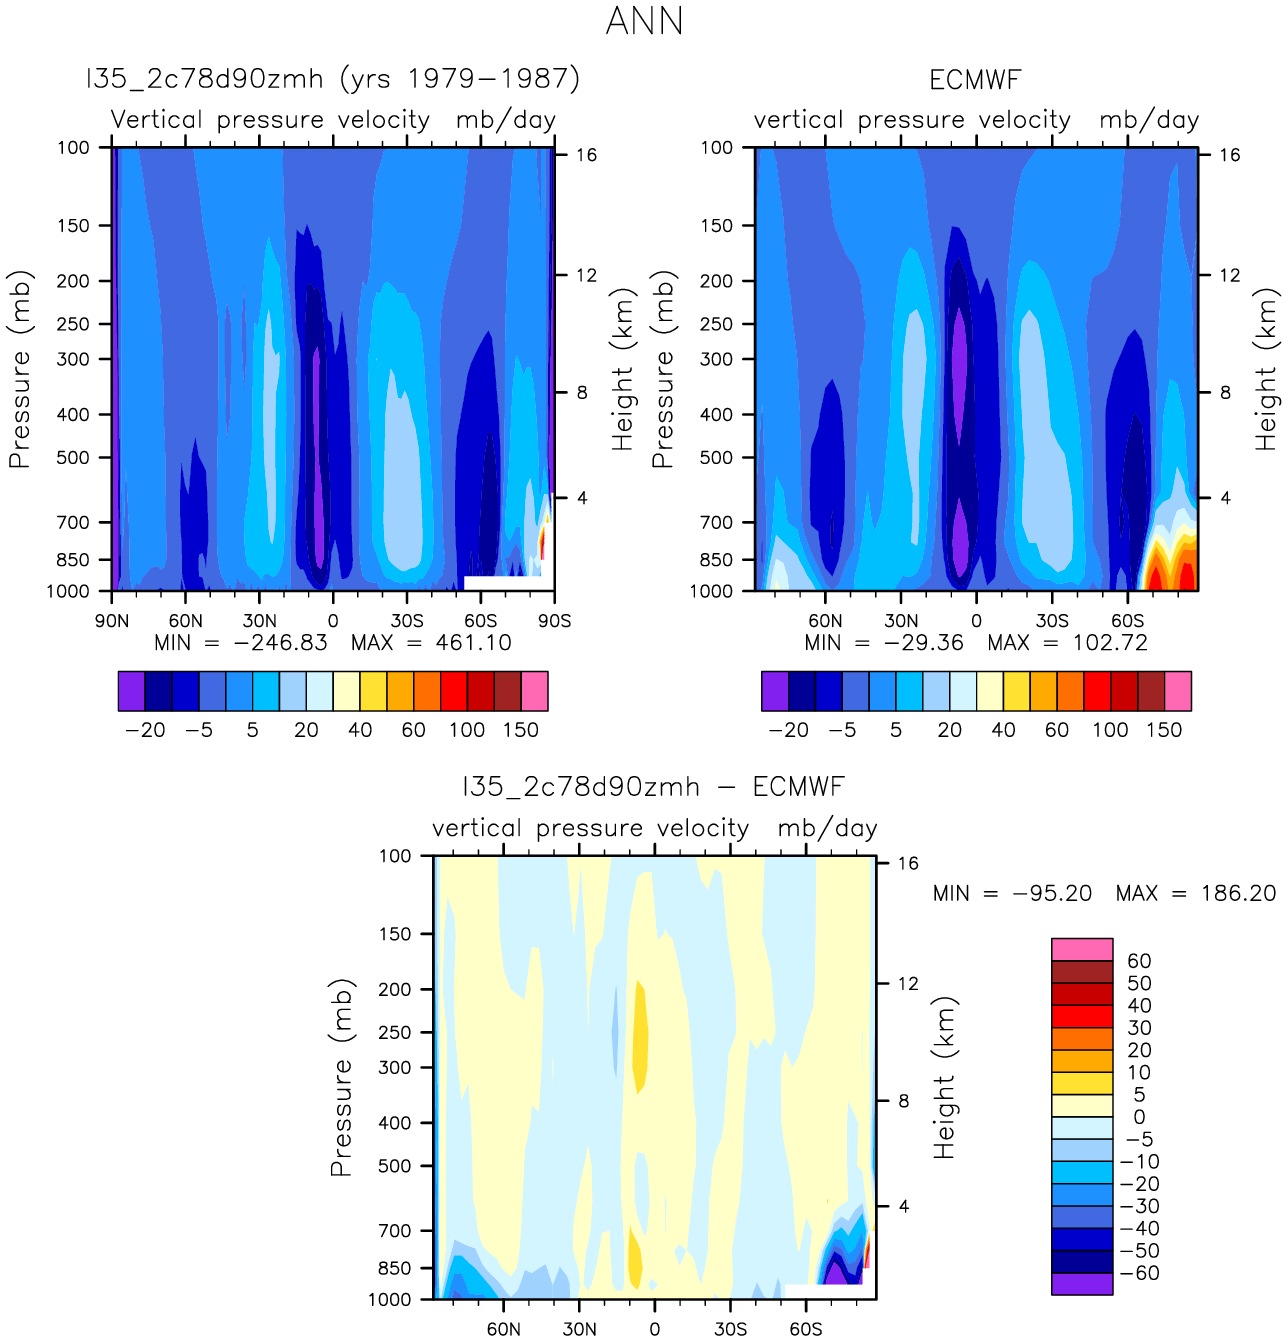 ANN
I35_2c78d90zmh (yrs 1979−1987)
Vertical pressure velocity mb/day
100
150
200
250
300
400
500
700
850
1000
Pressure (mb)
16
12
8
4
Height (km)
90N 60N 30N 0 30S 60S 90S
MIN = −246.83 MAX = 461.10
−20 −5 5 20 40 60 100 150
ECMWF
vertical pressure velocity mb/day
100
150
200
250
300
400
500
700
850
1000
Pressure (mb)
16
12
8
4
Height (km)
60N 30N 0 30S 60S
MIN = −29.36 MAX = 102.72
−20 −5 5 20 40 60 100 150
I35_2c78d90zmh − ECMWF
vertical pressure velocity mb/day
100
150
200
250
300
400
500
700
850
1000
Pressure (mb)
16
12
8
4
Height (km)
60N 30N 0 30S 60S
MIN = −95.20 MAX = 186.20
60
50
40
30
20
10
5
0
−5
−10
−20
−30
−40
−50
−60